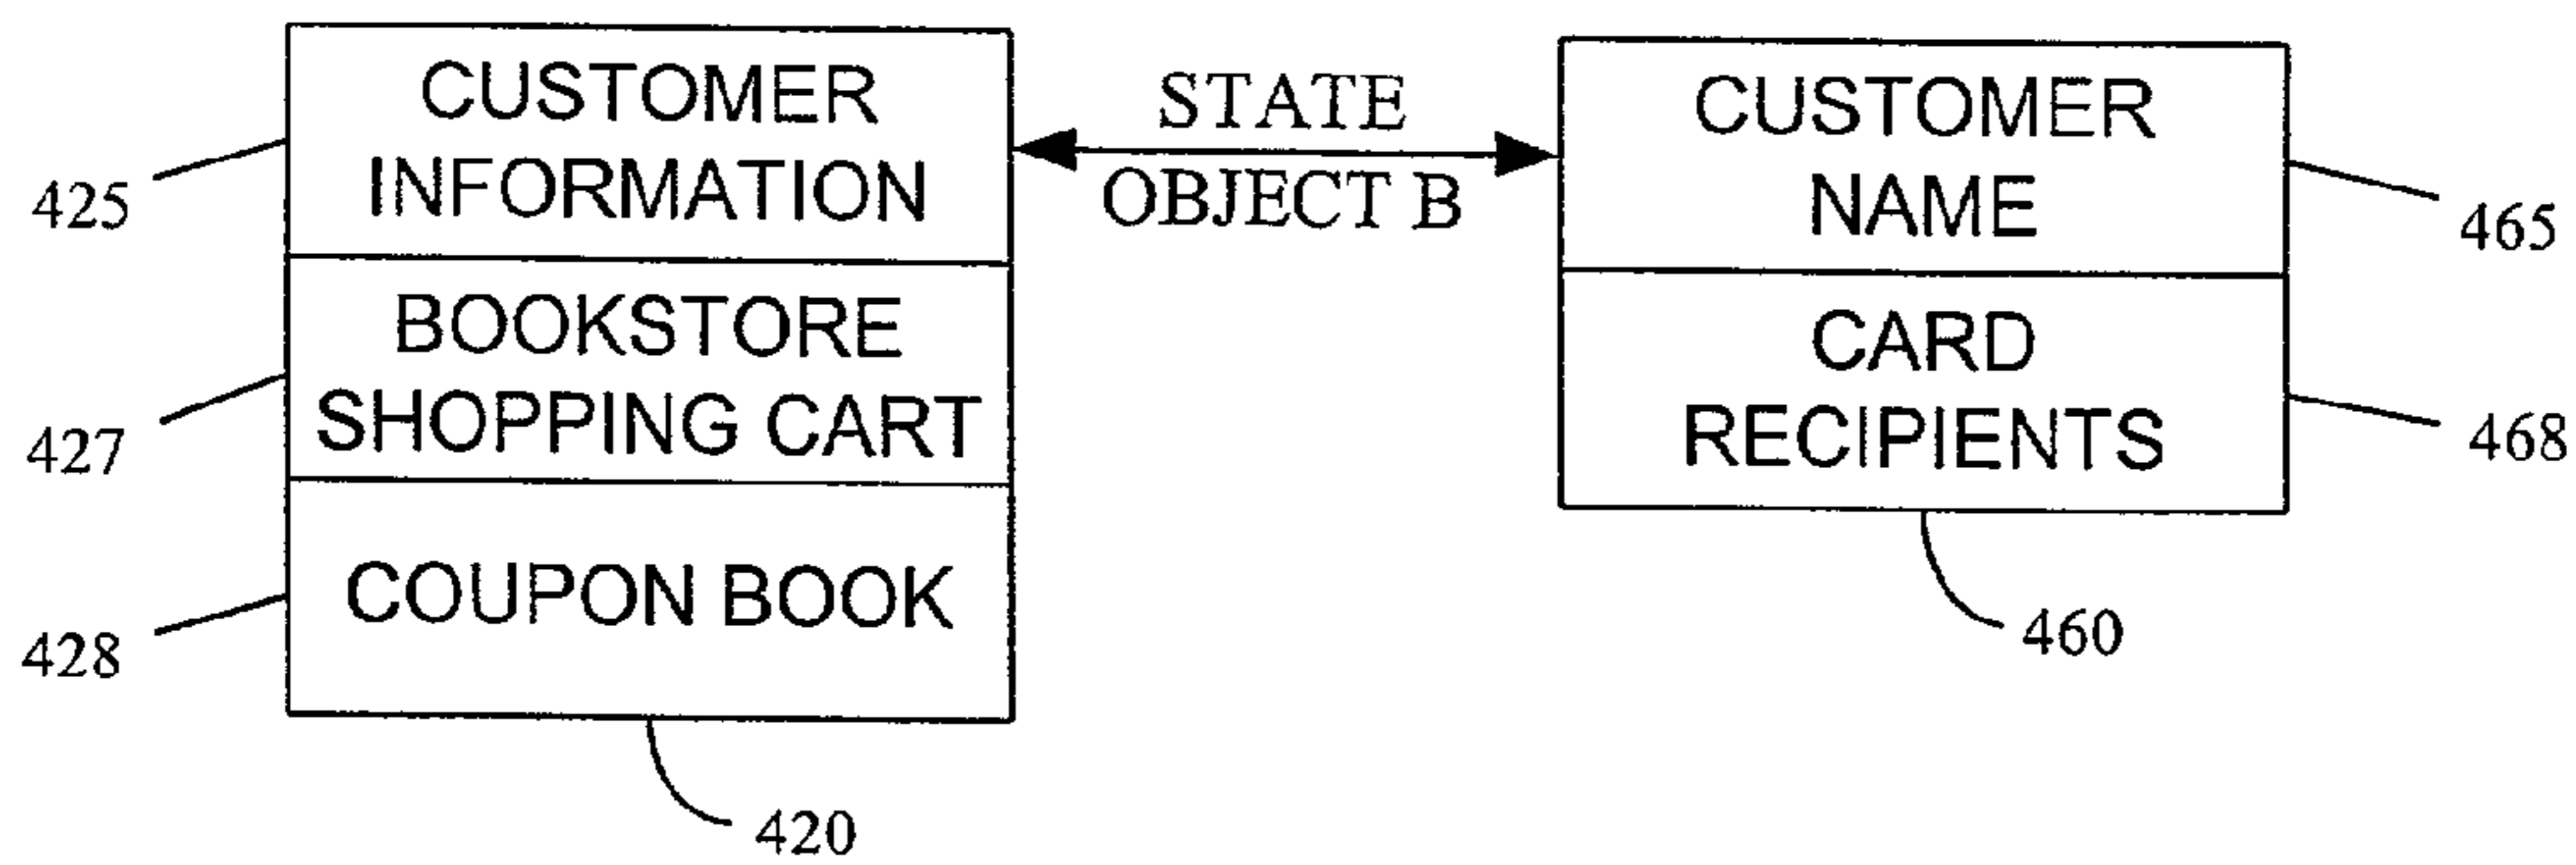 CUSTOMER
INFORMATION
425
BOOKSTORE
SHOPPING CART
427
COUPON BOOK
428
420
STATE
OBJECT B
CUSTOMER
NAME
465
CARD
RECIPIENTS
468
460